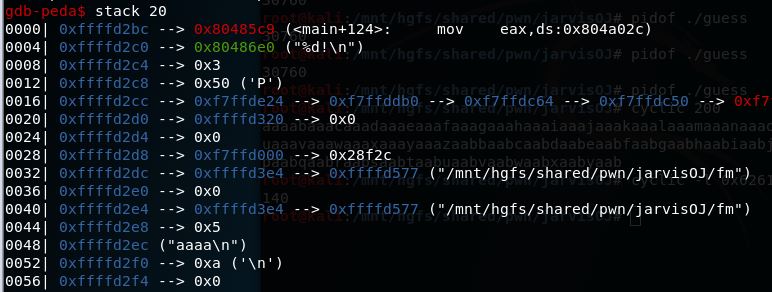 gdb-peda$ stack 20
0000| 0xffffd2bc --> 0x80485c9 (<main+124>: mov eax,ds:0x804a02c)
0004| 0xffffd2c0 --> 0x80486e0 ("%d!\n")
0008| 0xffffd2c4 --> 0x3
0012| 0xffffd2c8 --> 0x50 ('P')
0016| 0xffffd2cc --> 0xf7ffde24 --> 0xf7ffddb0 --> 0xf7ffdc64 --> 0xf7ffdc50 --> 0xf7
0020| 0xffffd2d0 --> 0xffffd320 --> 0x0
0024| 0xffffd2d4 --> 0x0
0028| 0xffffd2d8 --> 0xf7ffd000 --> 0x28f2c
0032| 0xffffd2dc --> 0xffffd3e4 --> 0xffffd577 ("/mnt/hgfs/shared/pwn/jarvisOJ/fm")
0036| 0xffffd2e0 --> 0x0
0040| 0xffffd2e4 --> 0xffffd3e4 --> 0xffffd577 ("/mnt/hgfs/shared/pwn/jarvisOJ/fm")
0044| 0xffffd2e8 --> 0x5
0048| 0xffffd2ec ("aaaa\n")
0052| 0xffffd2f0 --> 0xa ('\n')
0056| 0xffffd2f4 --> 0x0